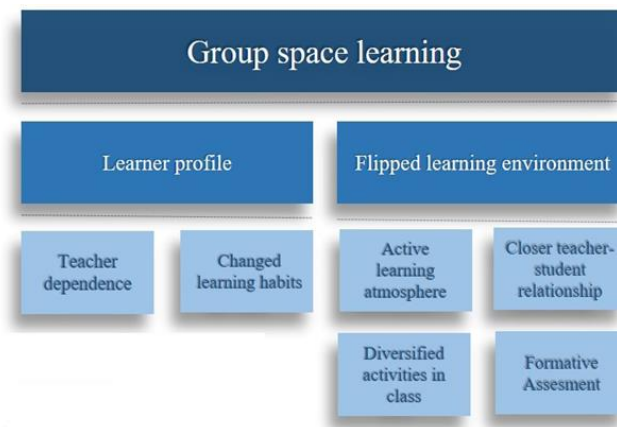 Group space learning
Learner profile
Flipped learning environment
Teacher
dependence
Changed
learning habits
Active
learning
atmosphere
Closer teacher-
student
relationship
Diversified
activities in
class
Formative
Assesment